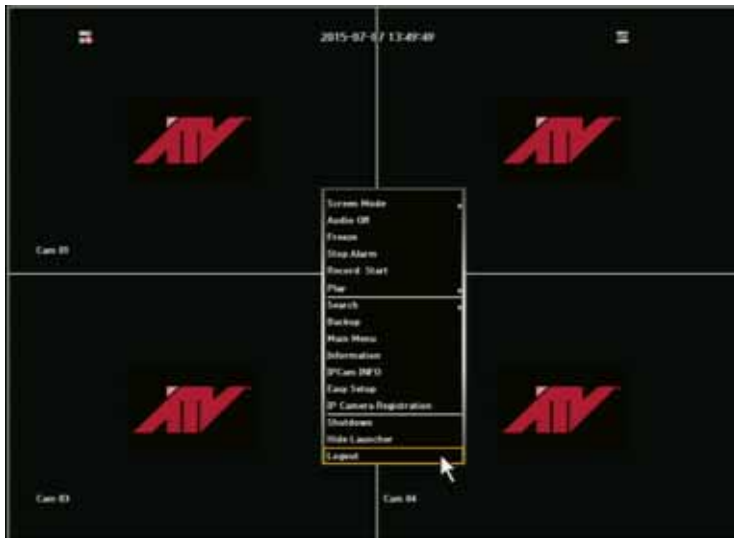 2015-07-07 13:49:49
ATV
ATV
Screen Mode
Audio Off
Freeze
Stop Alarm
Record Start
Play
Search
Backup
Main Menu
Information
IPCam INFO
Easy Setup
IP Camera Registration
Shutdown
Hide Launcher
Logout
Cam 01
ATV
ATV
Cam 03
Cam 04